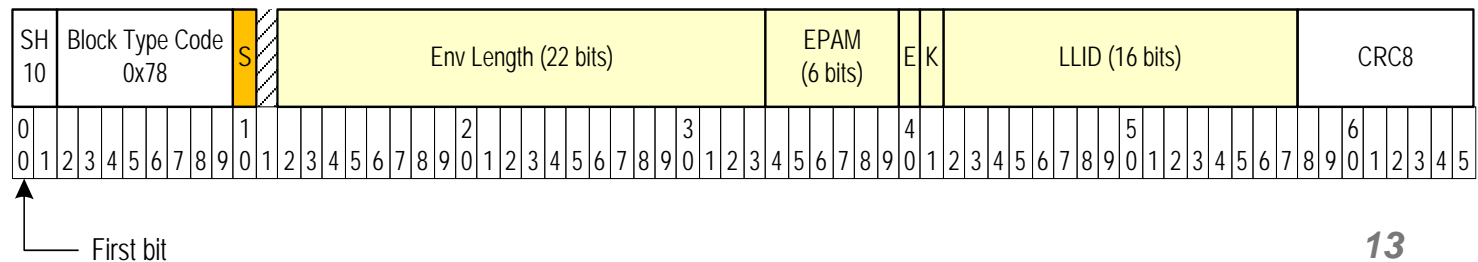 SH
10
Block Type Code
0x78
S
Env Length (22 bits)
EPAM
(6 bits)
E
K
LLID (16 bits)
CRC8
0 1 2 3 4 5 6
0 1 2 3 4 5 6 7 8 9 0 1 2 3 4 5 6 7 8 9 0 1 2 3 4 5 6 7 8 9 0 1 2 3 4 5 6 7 8 9 0 1 2 3 4 5 6 7 8 9 0 1 2 3 4 5 6 7 8 9 0 1 2 3 4 5
First bit
13